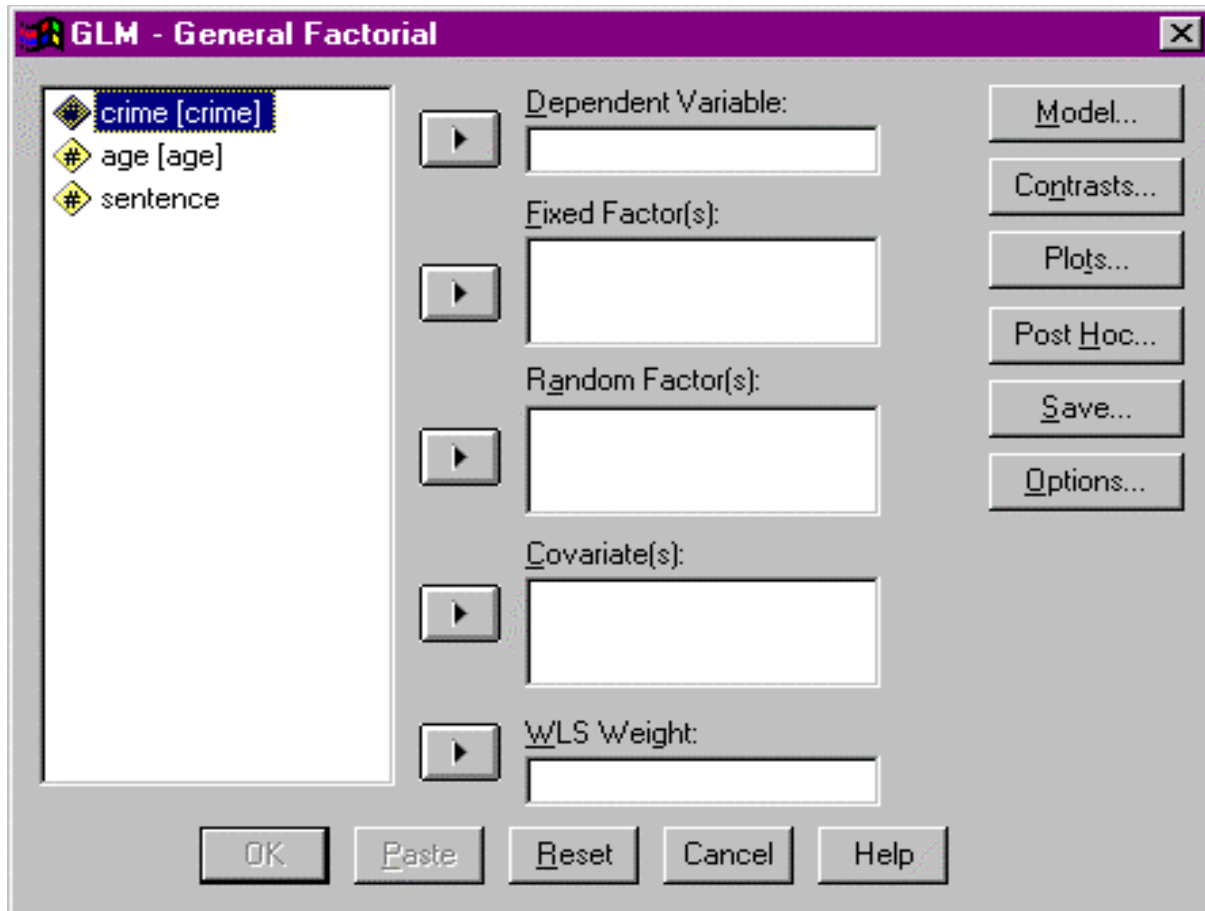 GLM - General Factorial
crime [crime]
age [age]
sentence
Dependent Variable:
Fixed Factor(s):
Random Factor(s):
Covariate(s):
WLS Weight:
Model...
Contrasts...
Plots...
Post Hoc...
Save...
Options...
OK
Paste
Reset
Cancel
Help